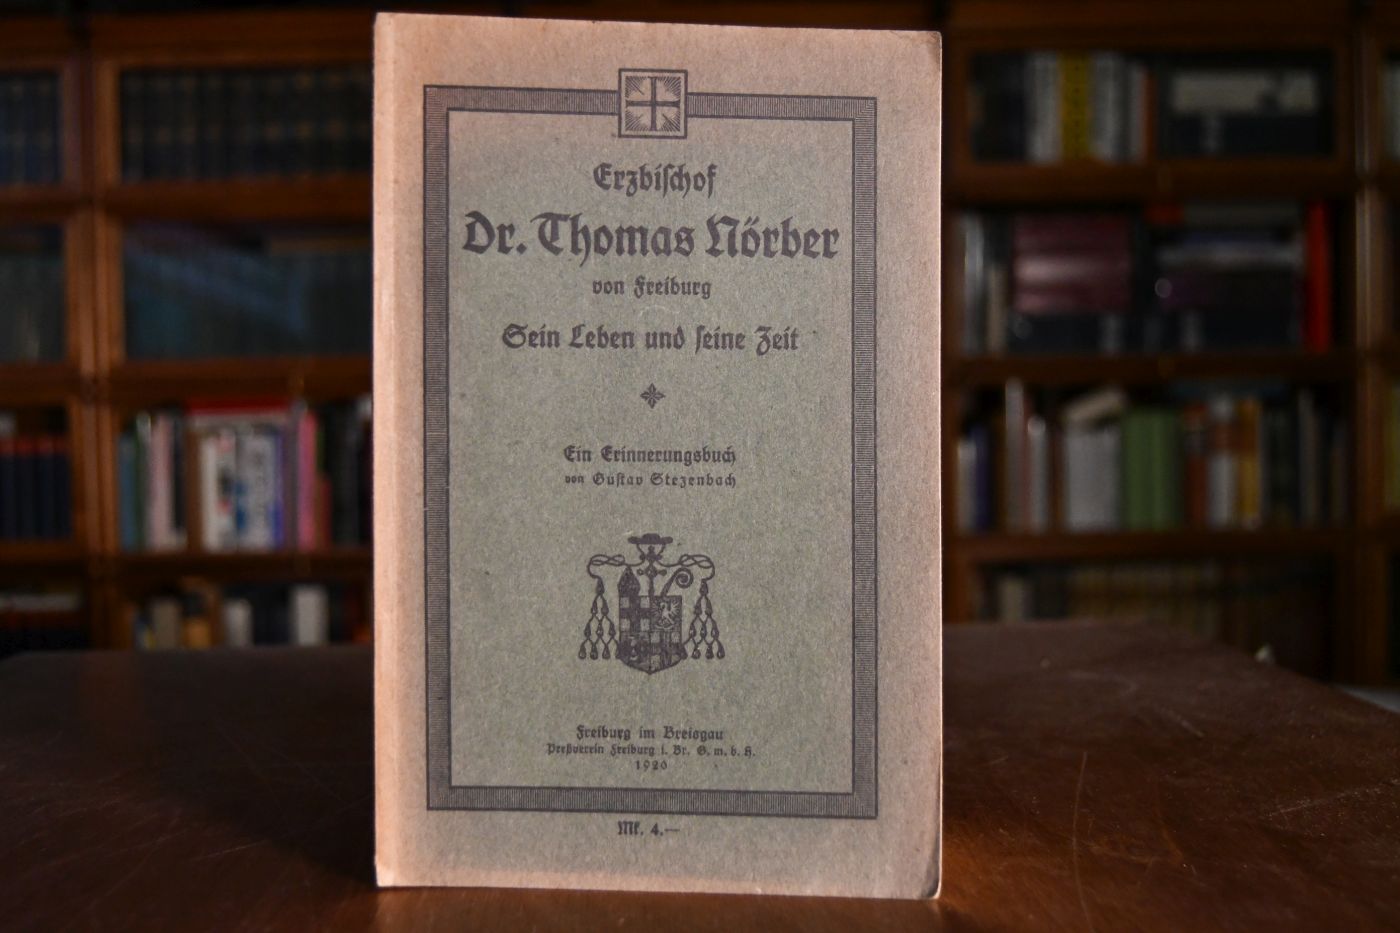 Erzbischof
Dr. Thomas Nörber
von Freiburg
Sein Leben und seine Zeit
Ein Erinnerungsbuch
von Gustav Stezenbach
Freiburg im Breisgau
Preßverein Freiburg i. Br. G. m. b. H.
1920
Mk. 4.—